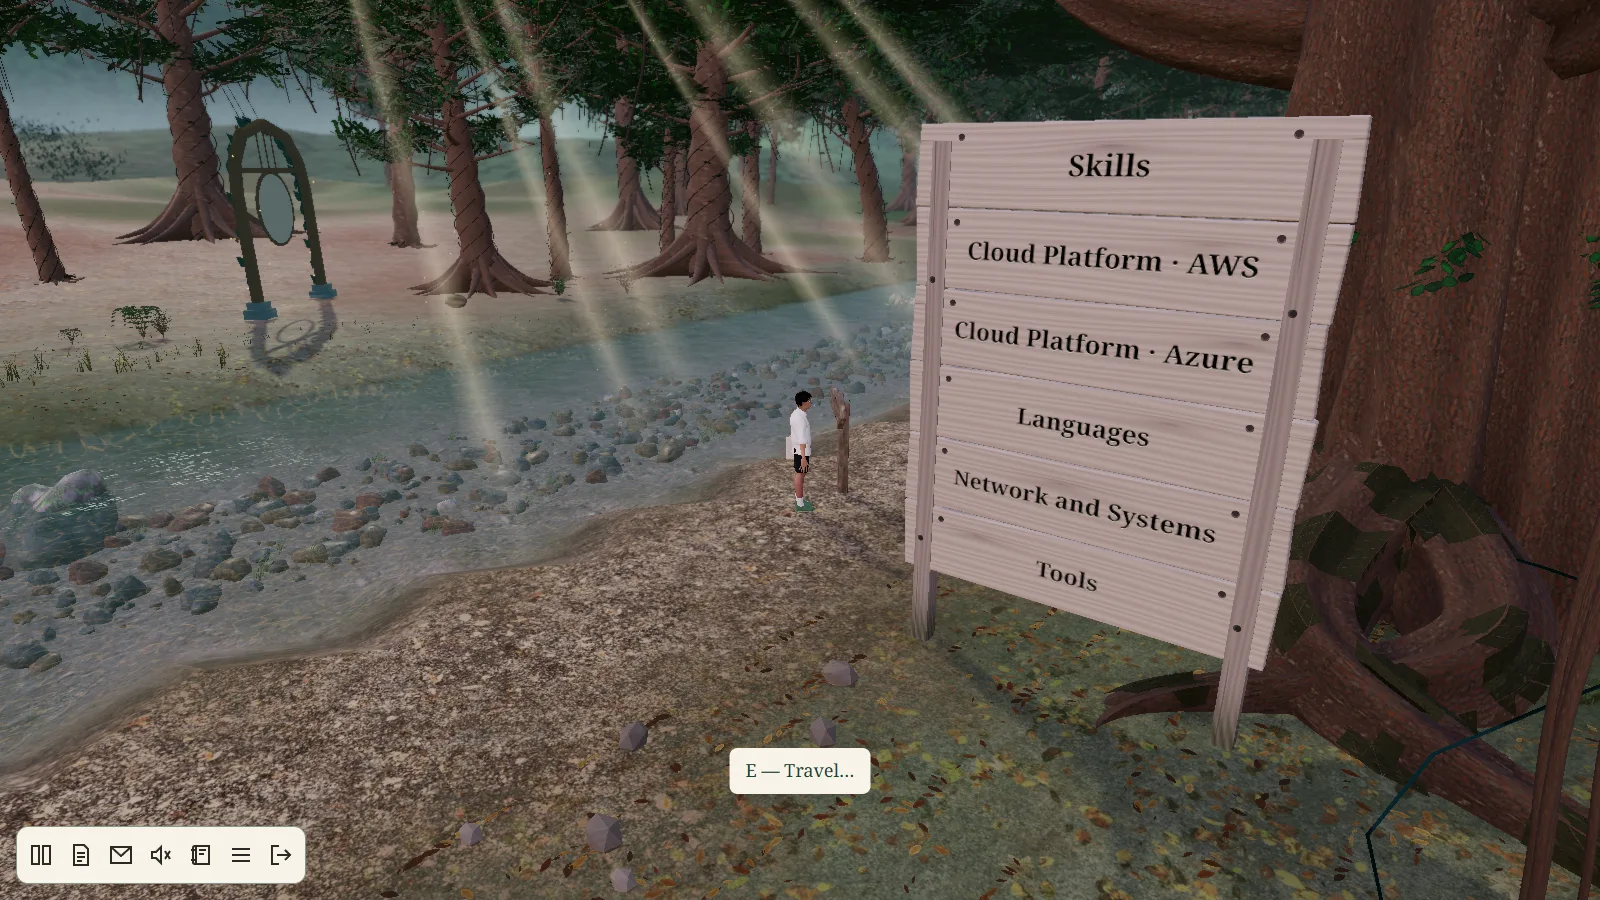 Skills
Cloud Platform · AWS
Cloud Platform · Azure
Languages
Network and Systems
Tools
E — Travel...